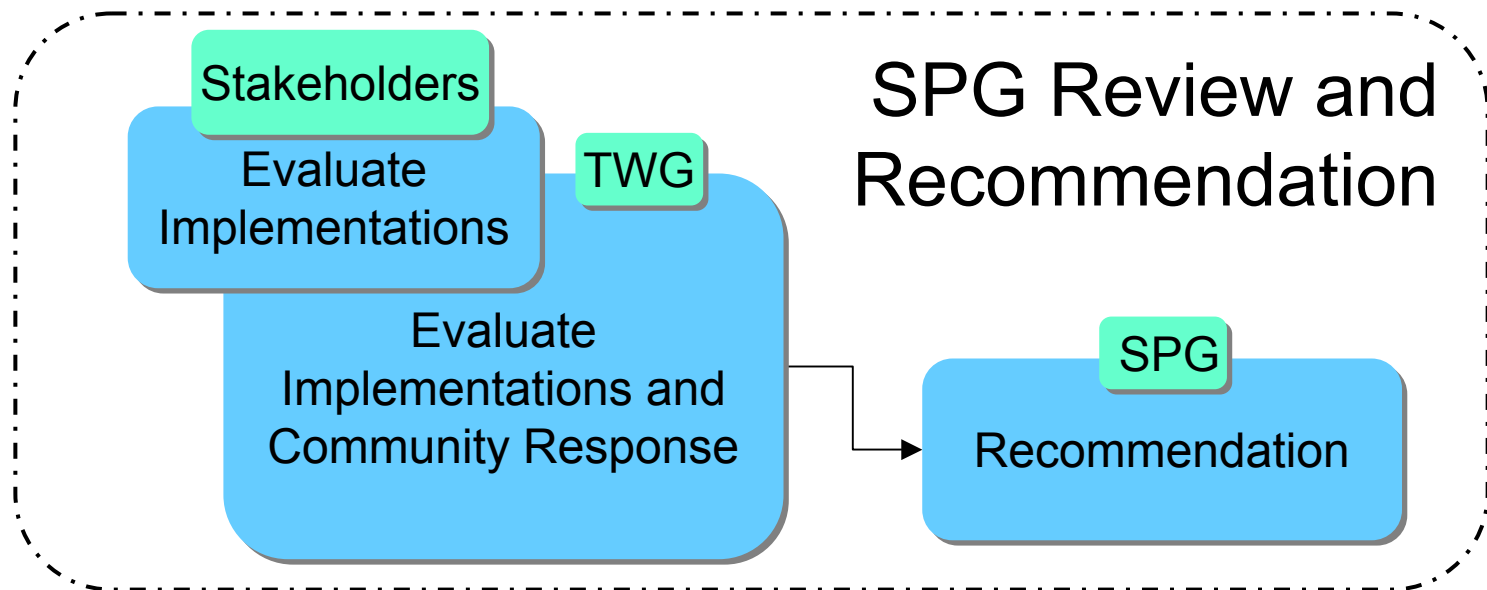 SPG Review and
Recommendation
Stakeholders
Evaluate
Implementations
TWG
Evaluate
Implementations and
Community Response
SPG
Recommendation